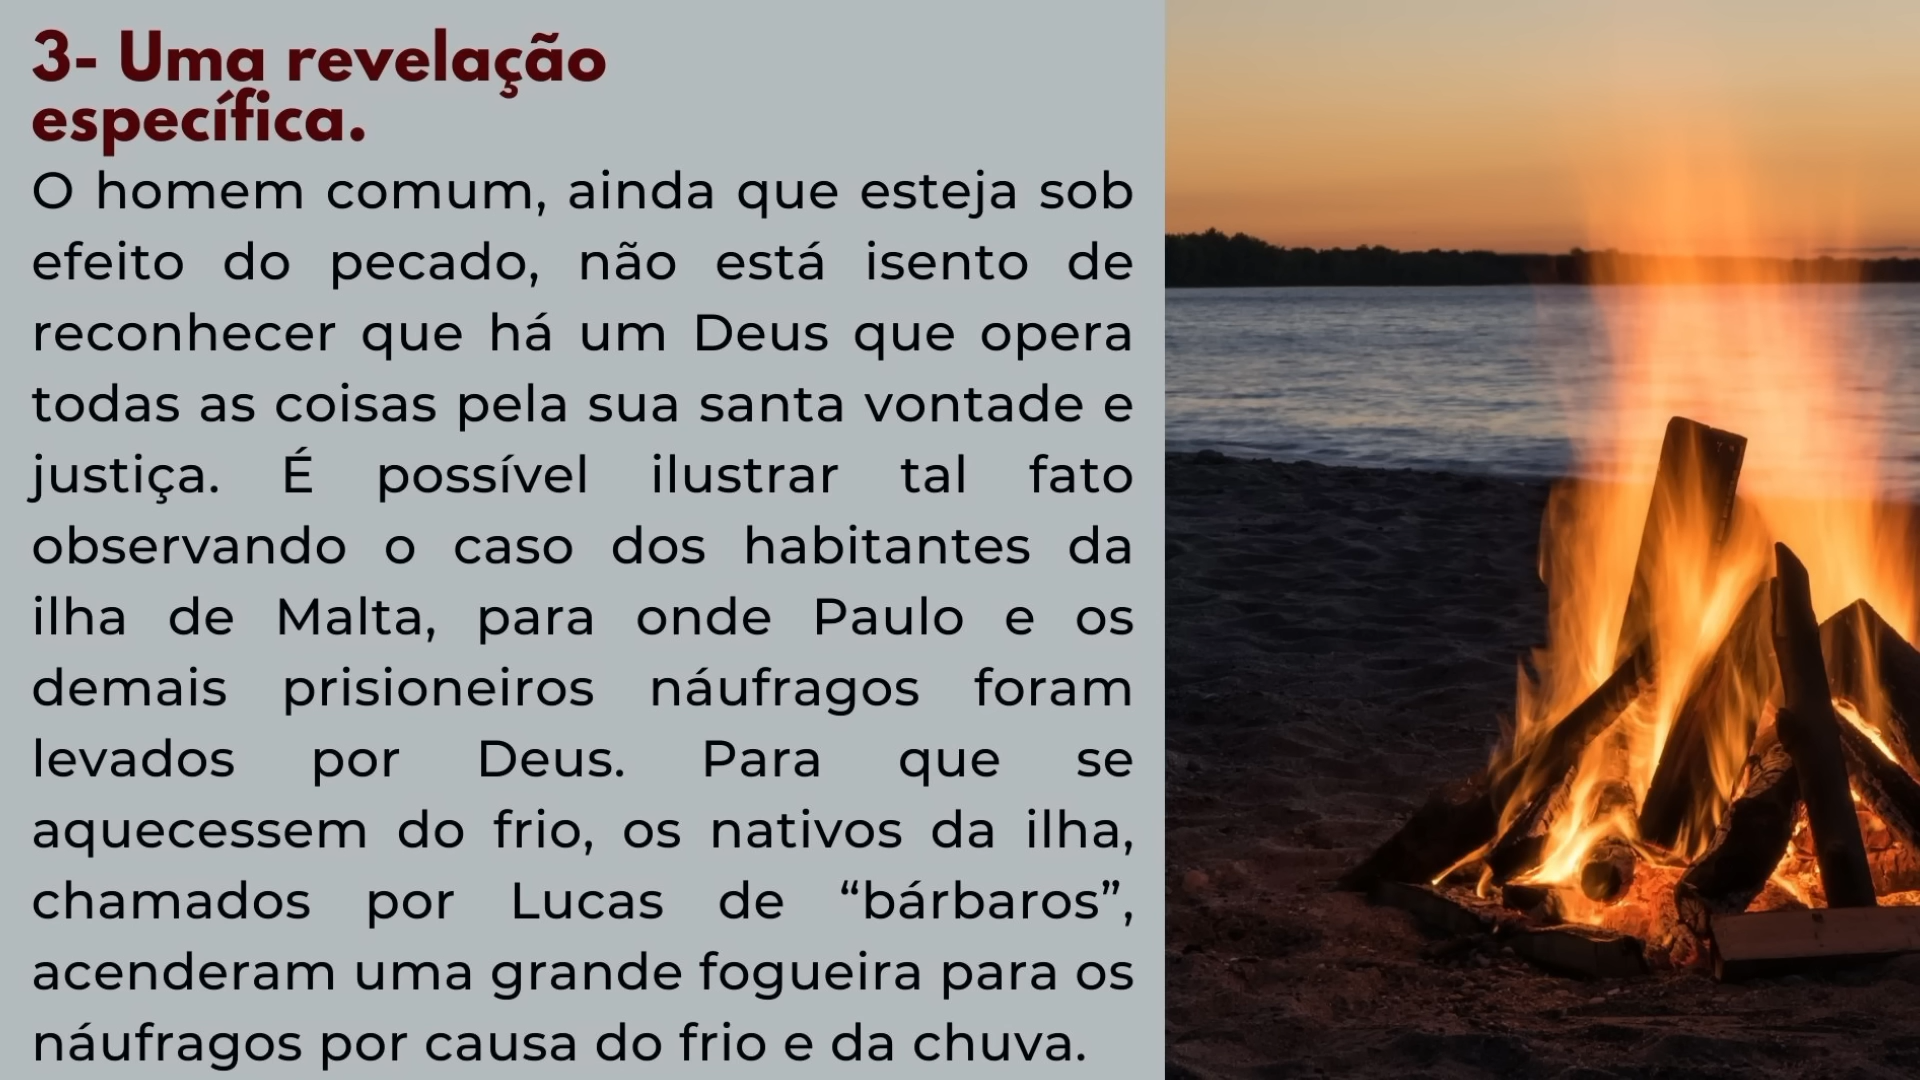 3- Uma revelação
específica.
O homem comum, ainda que esteja sob
efeito do pecado, não está isento de
reconhecer que há um Deus que opera
todas as coisas pela sua santa vontade e
justiça. É possível ilustrar tal fato
observando o caso dos habitantes da
ilha de Malta, para onde Paulo e os
demais prisioneiros náufragos foram
levados por Deus. Para que se
aquecessem do frio, os nativos da ilha,
chamados por Lucas de “bárbaros”,
acenderam uma grande fogueira para os
náufragos por causa do frio e da chuva.